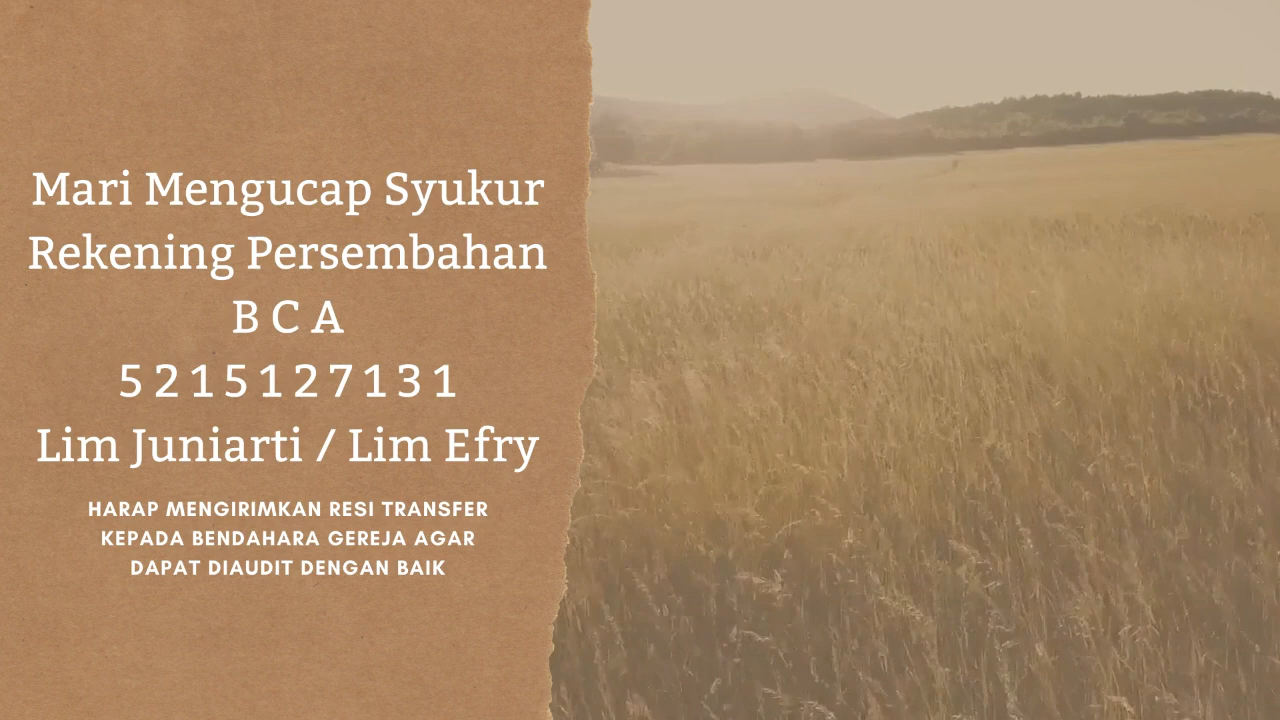 Mari Mengucap Syukur
Rekening Persembahan
B C A
5 2 1 5 1 2 7 1 3 1
Lim Juniarti / Lim Efry
HARAP MENGIRIMKAN RESI TRANSFER
KEPADA BENDAHARA GEREJA AGAR
DAPAT DIAUDIT DENGAN BAIK